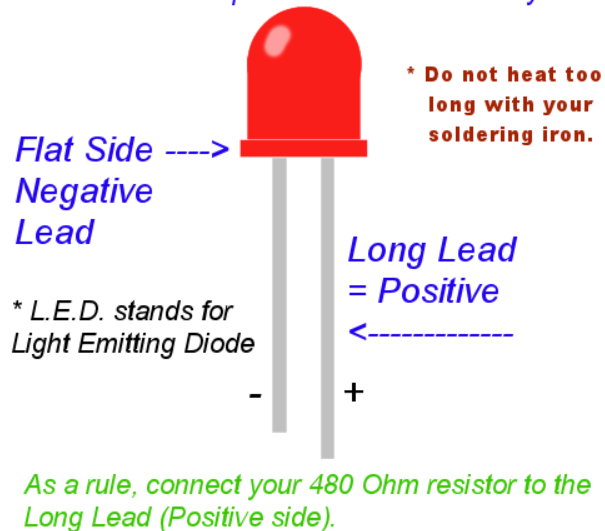 * Do not heat too
long with your
soldering iron.
Flat Side ---->
Negative
Lead
Long Lead
= Positive
<-------------
* L.E.D. stands for
Light Emitting Diode
- +
As a rule, connect your 480 Ohm resistor to the
Long Lead (Positive side).